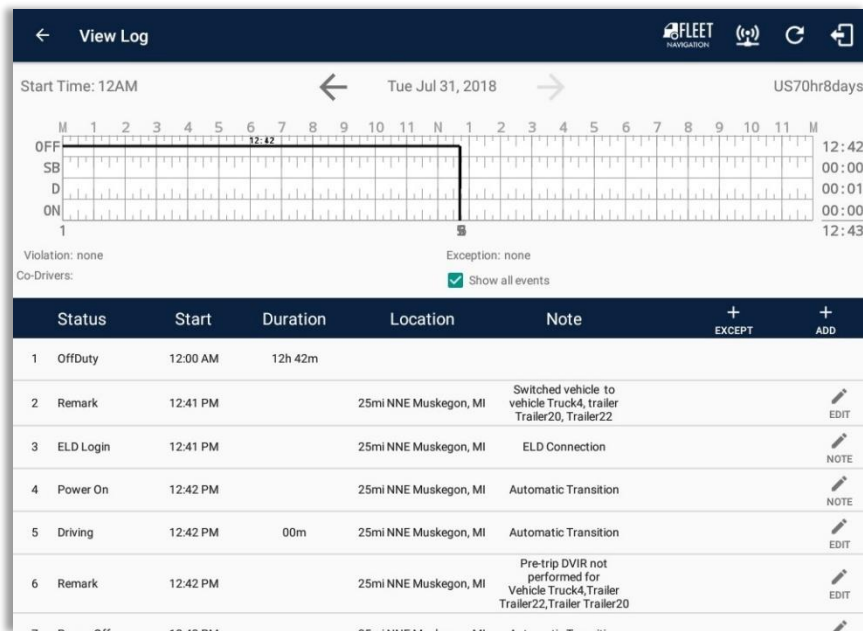 View Log
FLEET
NAVIGATION
Start Time: 12AM
Tue Jul 31, 2018
US70hr8days
M 1 2 3 4 5 6 7 8 9 10 11 N 1 2 3 4 5 6 7 8 9 10 11 M
OFF 12:42 12:42
SB 00:00
D 00:01
ON 00:00
1 12:43
Violation: none
Exception: none
Co-Drivers:
Show all events
Status Start Duration Location Note + EXCEPT + ADD
1 OffDuty 12:00 AM 12h 42m
2 Remark 12:41 PM 25mi NNE Muskegon, MI Switched vehicle to vehicle Truck4, trailer Trailer20, Trailer22 EDIT
3 ELD Login 12:41 PM 25mi NNE Muskegon, MI ELD Connection NOTE
4 Power On 12:42 PM 25mi NNE Muskegon, MI Automatic Transition NOTE
5 Driving 12:42 PM 00m 25mi NNE Muskegon, MI Automatic Transition EDIT
6 Remark 12:42 PM 25mi NNE Muskegon, MI Pre-trip DVIR not performed for Vehicle Truck4,Trailer Trailer22,Trailer Trailer20 EDIT